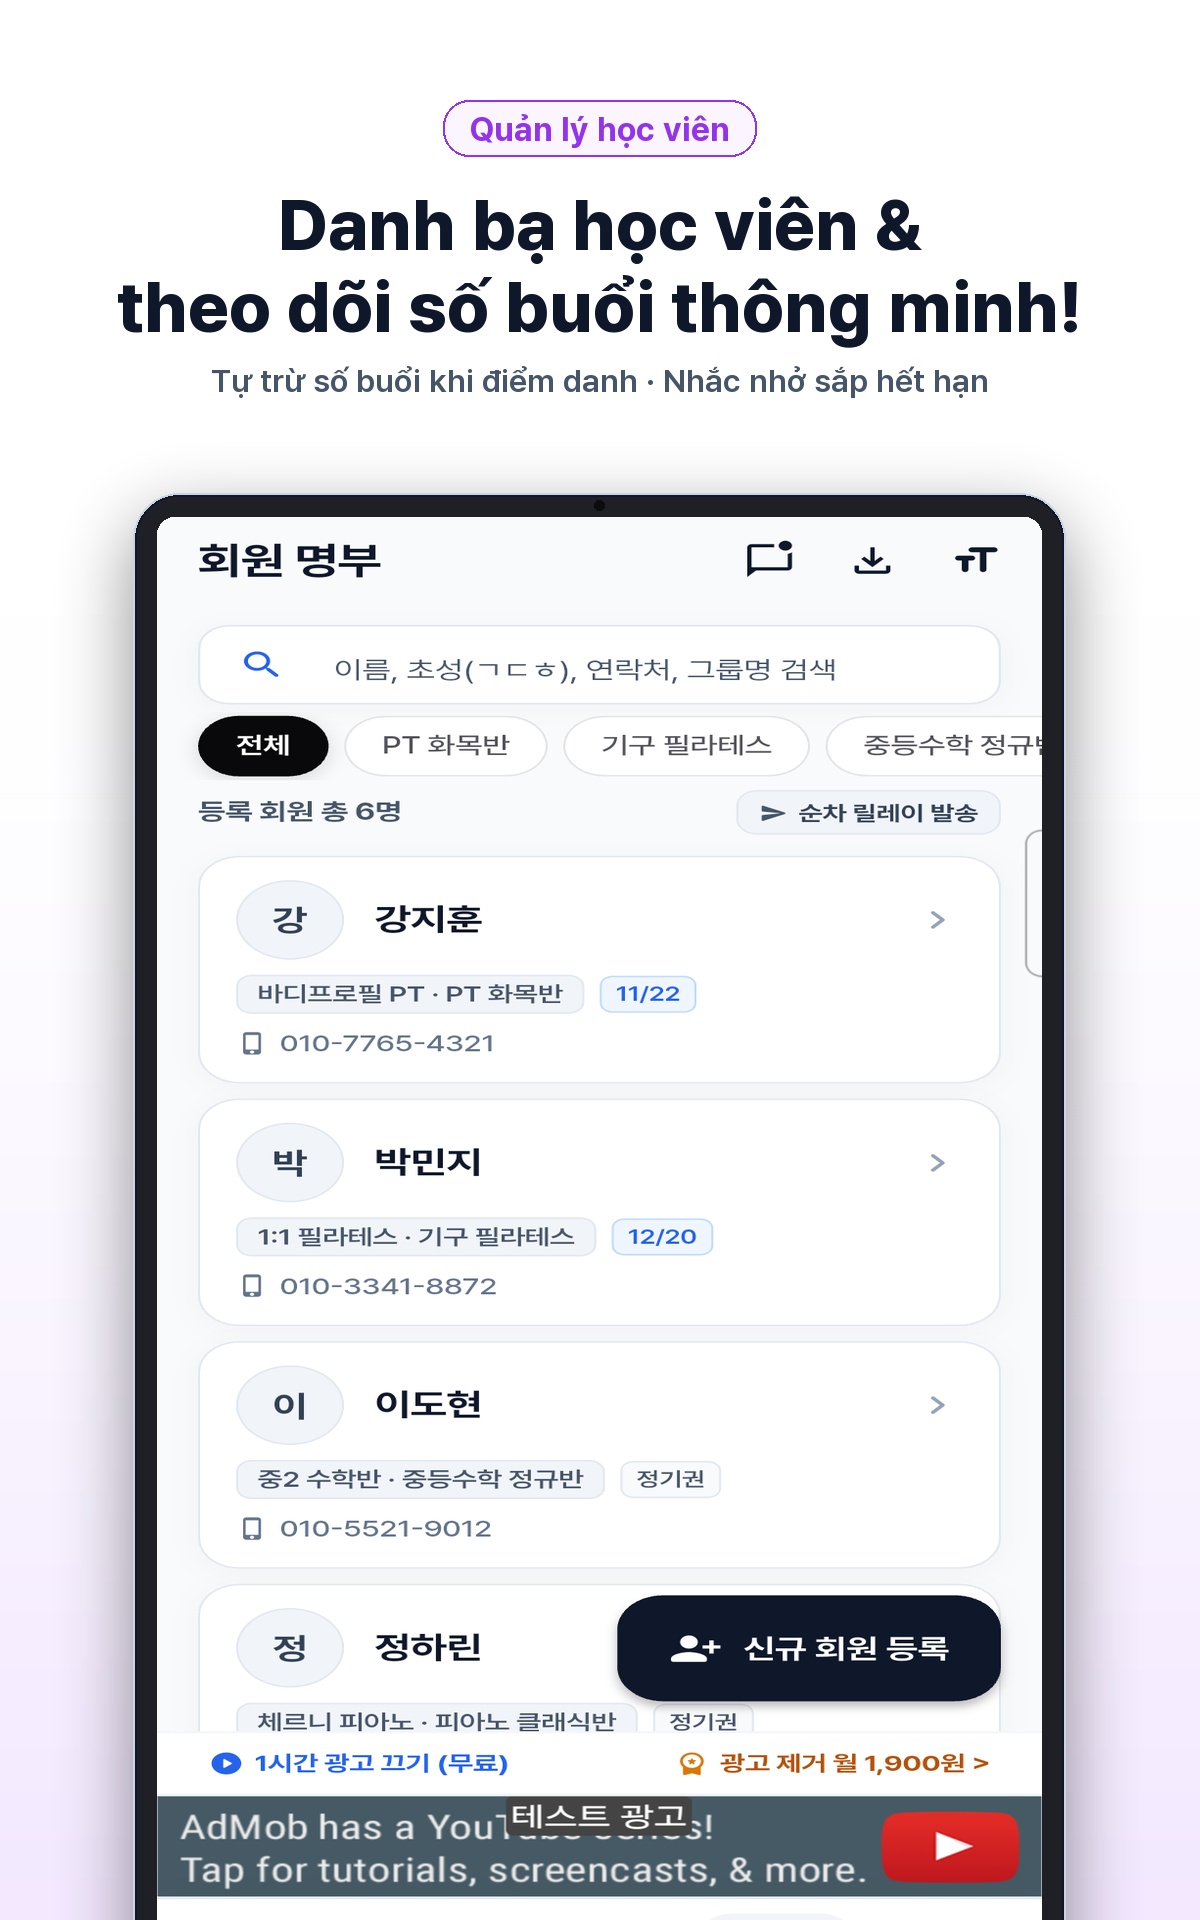 Quản lý học viên
Danh bạ học viên &
theo dõi số buổi thông minh!
Tự trừ số buổi khi điểm danh · Nhắc nhở sắp hết hạn
회원 명부
이름, 초성(ㄱㄷㅎ), 연락처, 그룹명 검색
전체
PT 화목반
기구 필라테스
중등수학 정규반
등록 회원 총 6명
순차 릴레이 발송
강
강지훈
바디프로필 PT · PT 화목반
11/22
010-7765-4321
박
박민지
1:1 필라테스 · 기구 필라테스
12/20
010-3341-8872
이
이도현
중2 수학반 · 중등수학 정규반
정기권
010-5521-9012
정
정하린
신규 회원 등록
체르니 피아노 · 피아노 클래식반
정기권
1시간 광고 끄기 (무료)
광고 제거 월 1,900원 >
테스트 광고
AdMob has a YouTube series!
Tap for tutorials, screencasts, & more.